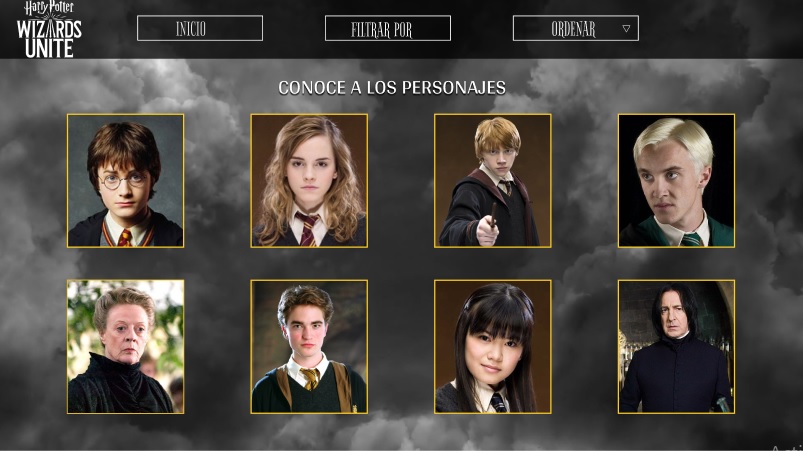 Harry Potter
WIZARDS
UNITE
INICIO
FILTRAR POR
ORDENAR
CONOCE A LOS PERSONAJES